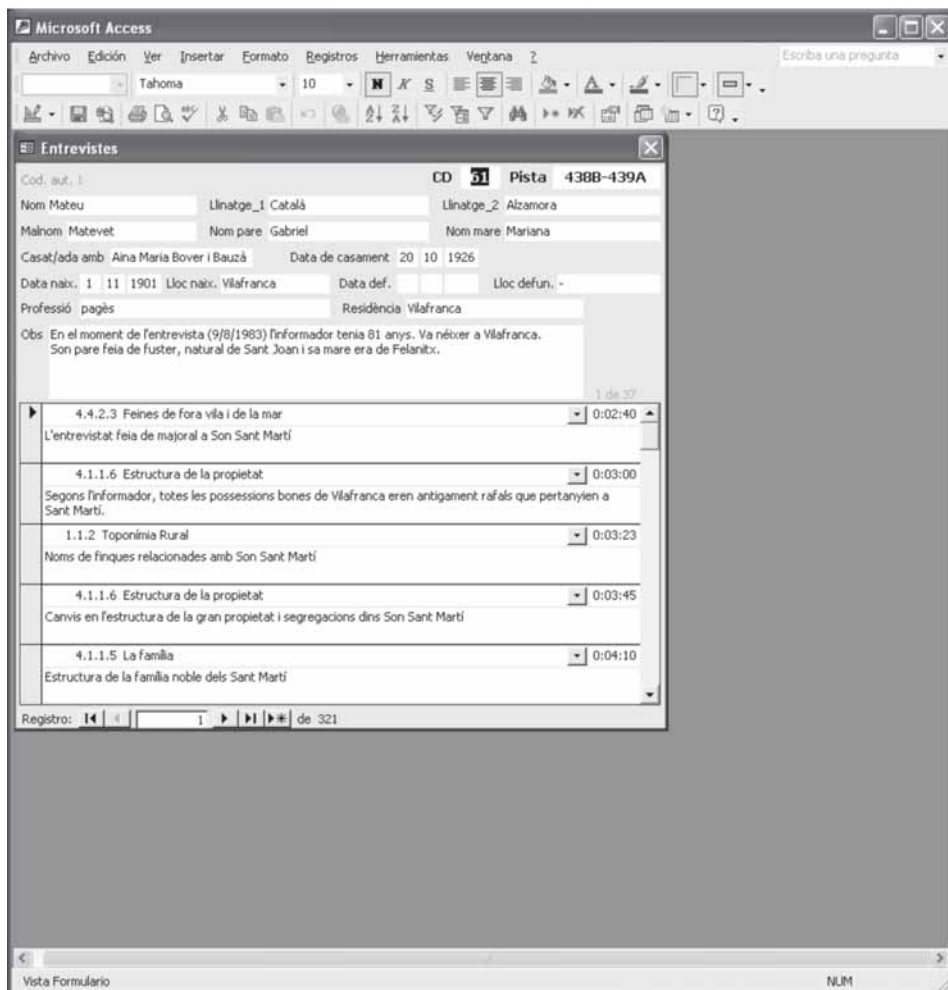 Microsoft Access
Archivo Edición Ver Insertar Formato Registros Herramientas Ventana ?
Escriba una pregunta
Tahoma 10 N K S
Entrevistes
Cod. aut. 1 CD 61 Pista 438B-439A
Nom Mateu Llinatge_1 Català Llinatge_2 Alzamora
Malnom Matevet Nom pare Gabriel Nom mare Mariana
Casat/ada amb Aina Maria Bover i Bauzà Data de casament 20 10 1926
Data naix. 1 11 1901 Lloc naix. Vilafranca Data def. Lloc defun. -
Professió pagès Residència Vilafranca
Obs En el moment de l'entrevista (9/8/1983) l'informador tenia 81 anys. Va néixer a Vilafranca.
Son pare feia de fuster, natural de Sant Joan i sa mare era de Felanitx.
1 de 37
4.4.2.3 Feines de fora vila i de la mar 0:02:40
L'entrevistat feia de majoral a Son Sant Martí
4.1.1.6 Estructura de la propietat 0:03:00
Segons l'informador, totes les possessions bones de Vilafranca eren antigament rafals que pertanyien a
Sant Martí.
1.1.2 Toponímia Rural 0:03:23
Noms de finques relacionades amb Son Sant Martí
4.1.1.6 Estructura de la propietat 0:03:45
Canvis en l'estructura de la gran propietat i segregacions dins Son Sant Martí
4.1.1.5 La família 0:04:10
Estructura de la família noble dels Sant Martí
Registro: 1 de 321
Vista Formulario NUM